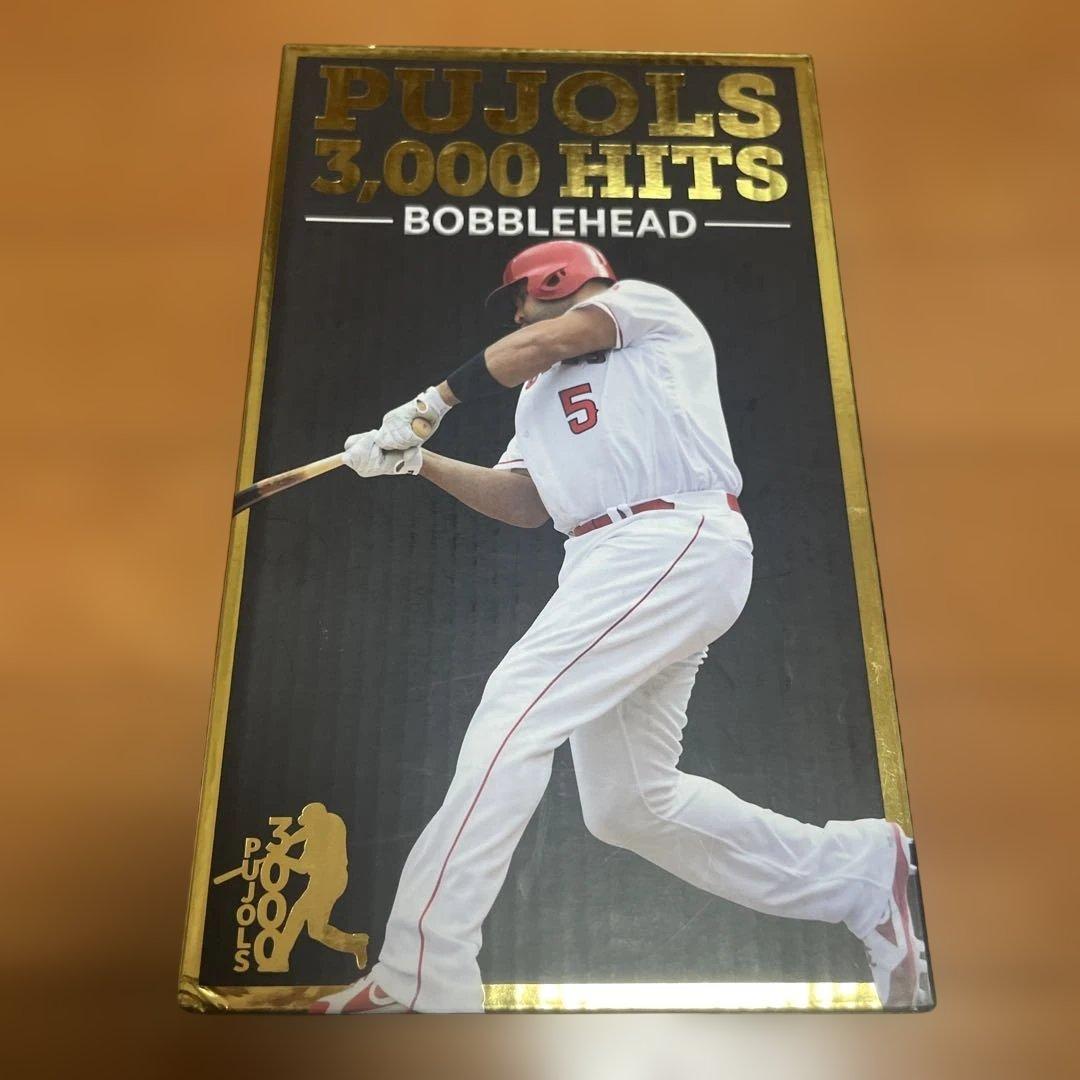 PUJOLS
3,000 HITS
BOBBLEHEAD
5
PUJOLS
3000